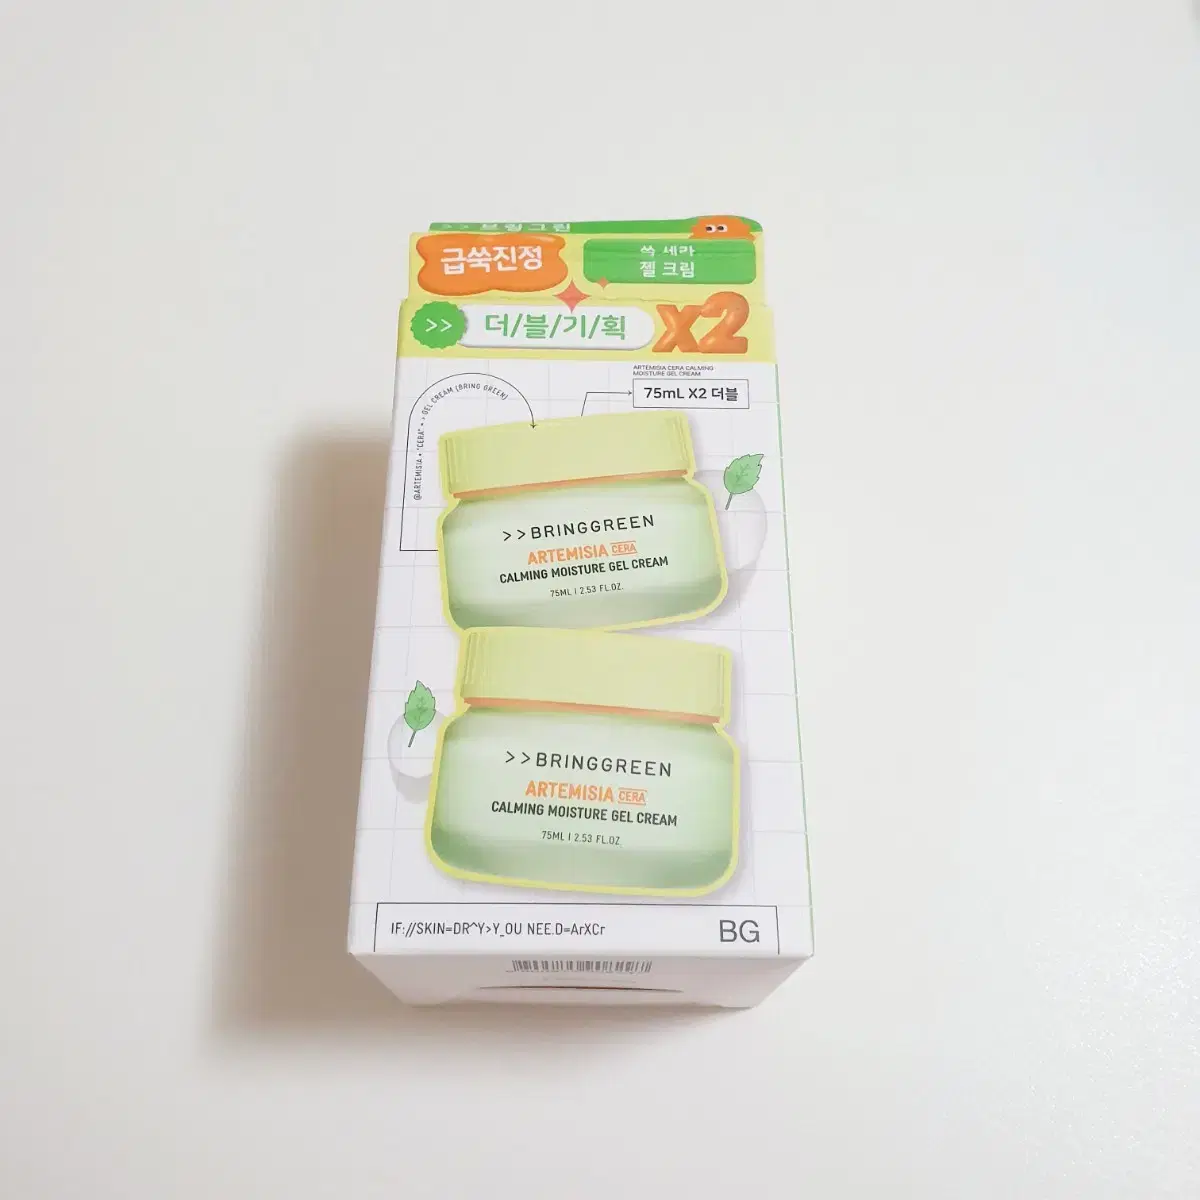 >> 브링그린
급쑥진정
쑥 세라
젤 크림
>> 더/블/기/획 X2
ARTEMISIA CERA CALMING
MOISTURE GEL CREAM
75mL X2 더블
@ARTEMISIA • "CERA" • > GEL CREAM (BRING GREEN)
>>BRINGGREEN
ARTEMISIA CERA
CALMING MOISTURE GEL CREAM
75ML | 2.53 FL.OZ.
>>BRINGGREEN
ARTEMISIA CERA
CALMING MOISTURE GEL CREAM
75ML | 2.53 FL.OZ.
IF://SKIN=DR^Y>Y_OU NEE.D=ArXCr
BG